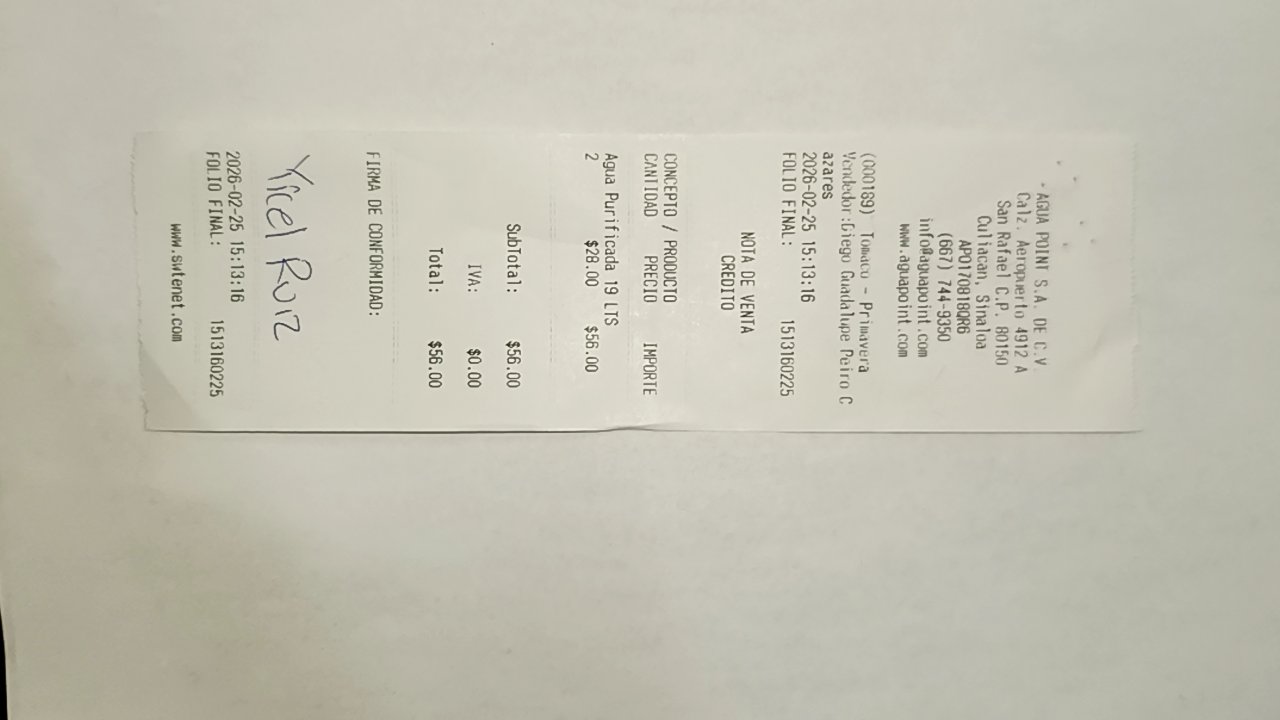 AGUA POINT S.A. DE C.V.
Calz. Aeropuerto 4912 A
San Rafael C.P. 80150
Culiacan, Sinaloa
APO170818QR6
(667) 744-9350
info@aguapoint.com
www.aguapoint.com
(000189) Tomaco - Primavera
Vendedor:Diego Guadalupe Peiro C
azares
2026-02-25 15:13:16
FOLIO FINAL: 1513160225
NOTA DE VENTA
CREDITO
CONCEPTO / PRODUCTO
CANTIDAD PRECIO IMPORTE
Agua Purificada 19 LTS
2 $28.00 $56.00
SubTotal: $56.00
IVA: $0.00
Total: $56.00
FIRMA DE CONFORMIDAD:
Yicel Ruiz
2026-02-25 15:13:16
FOLIO FINAL: 1513160225
www.swtenet.com